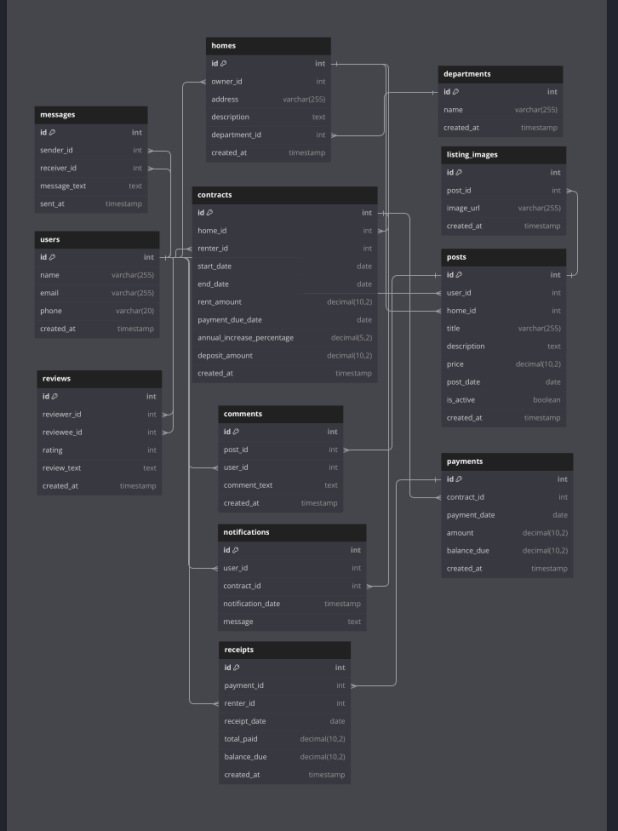 homes
id int
owner_id int
address varchar(255)
description text
department_id int
created_at timestamp
departments
id int
name varchar(255)
created_at timestamp
messages
id int
sender_id int
receiver_id int
message_text text
sent_at timestamp
listing_images
id int
post_id int
image_url varchar(255)
created_at timestamp
contracts
id int
home_id int
renter_id int
start_date date
end_date date
rent_amount decimal(10,2)
payment_due_date date
annual_increase_percentage decimal(5,2)
deposit_amount decimal(10,2)
created_at timestamp
users
id int
name varchar(255)
email varchar(255)
phone varchar(20)
created_at timestamp
posts
id int
user_id int
home_id int
title varchar(255)
description text
price decimal(10,2)
post_date date
is_active boolean
created_at timestamp
reviews
id int
reviewer_id int
reviewee_id int
rating int
review_text text
created_at timestamp
comments
id int
post_id int
user_id int
comment_text text
created_at timestamp
payments
id int
contract_id int
payment_date date
amount decimal(10,2)
balance_due decimal(10,2)
created_at timestamp
notifications
id int
user_id int
contract_id int
notification_date timestamp
message text
receipts
id int
payment_id int
renter_id int
receipt_date date
total_paid decimal(10,2)
balance_due decimal(10,2)
created_at timestamp